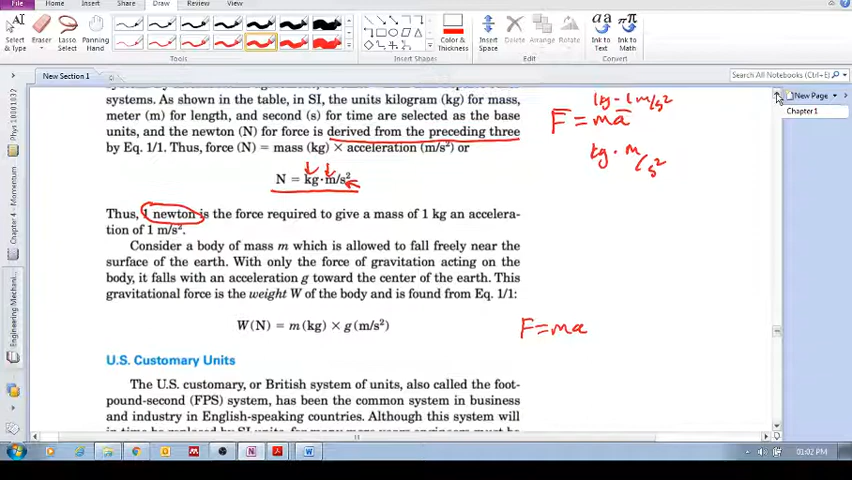 File
Home
Insert
Draw
View
Select & Type
Eraser
Lasso Select
Panning Hand
Tools
Insert Shapes
Color & Thickness
Insert Space
Delete
Arrange
Rotate
Edit
Ink to Text
Ink to Math
Convert
New Section 1
Search All Notebooks (Ctrl+E)
New Page
Chapter 1
Phys 10101032
Chapter 4 - Momentum
Engineering Me
systems. As shown in the table, in SI, the units kilogram (kg) for mass,
meter (m) for length, and second (s) for time are selected as the base
units, and the newton (N) for force is derived from the preceding three
by Eq. 1/1. Thus, force (N) = mass (kg) × acceleration (m/s²) or
N = kg·m/s²
Thus, 1 newton is the force required to give a mass of 1 kg an accelera-
tion of 1 m/s².
Consider a body of mass m which is allowed to fall freely near the
surface of the earth. With only the force of gravitation acting on the
body, it falls with an acceleration g toward the center of the earth. This
gravitational force is the weight W of the body and is found from Eq. 1/1:
W(N) = m(kg) × g(m/s²)
U.S. Customary Units
The U.S. customary, or British system of units, also called the foot-
pound-second (FPS) system, has been the common system in business
and industry in English-speaking countries. Although this system will
F = ma
kg · m/s²
F=ma
01:02 PM